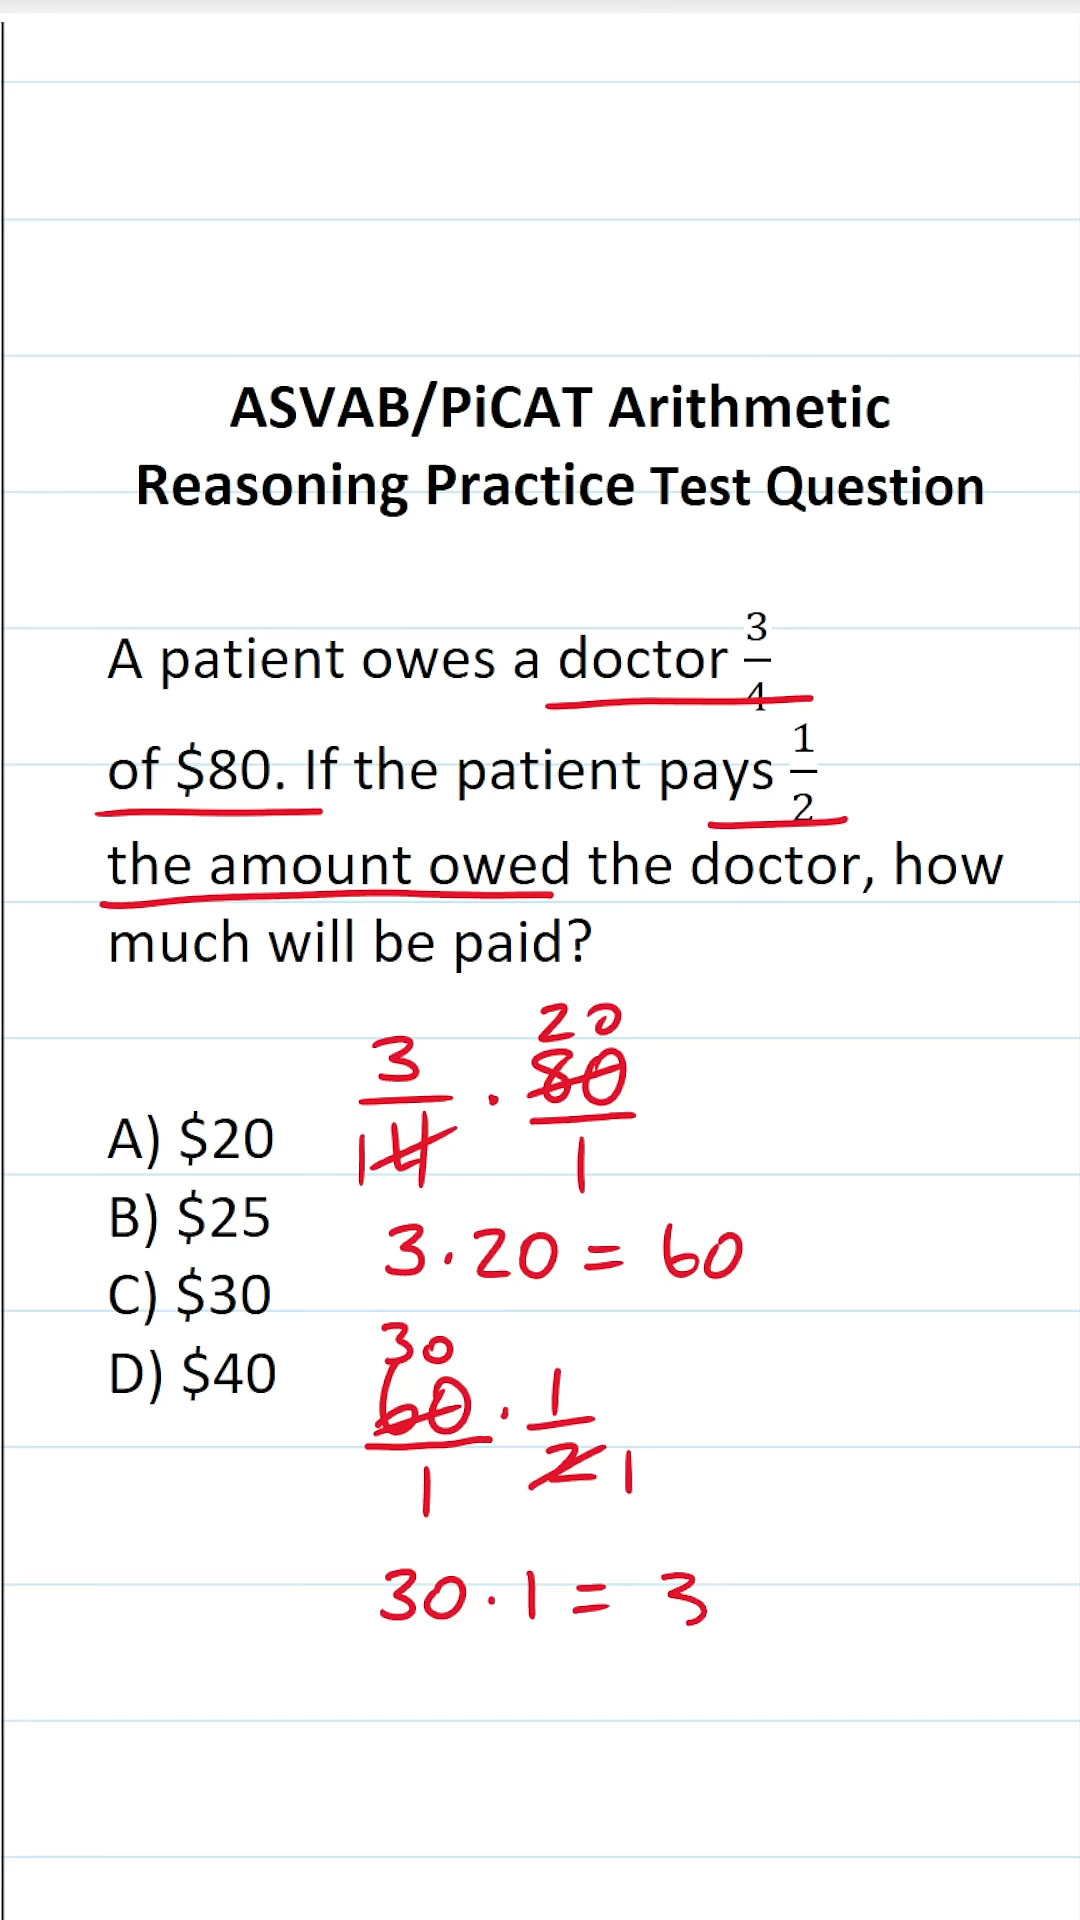 ASVAB/PiCAT Arithmetic
Reasoning Practice Test Question
A patient owes a doctor 3/4
of $80. If the patient pays 1/2
the amount owed the doctor, how
much will be paid?
A) $20
B) $25
C) $30
D) $40
20
3/4 · 80/1
1
3 · 20 = 60
30
60/1 · 1/2
1
30 · 1 = 3